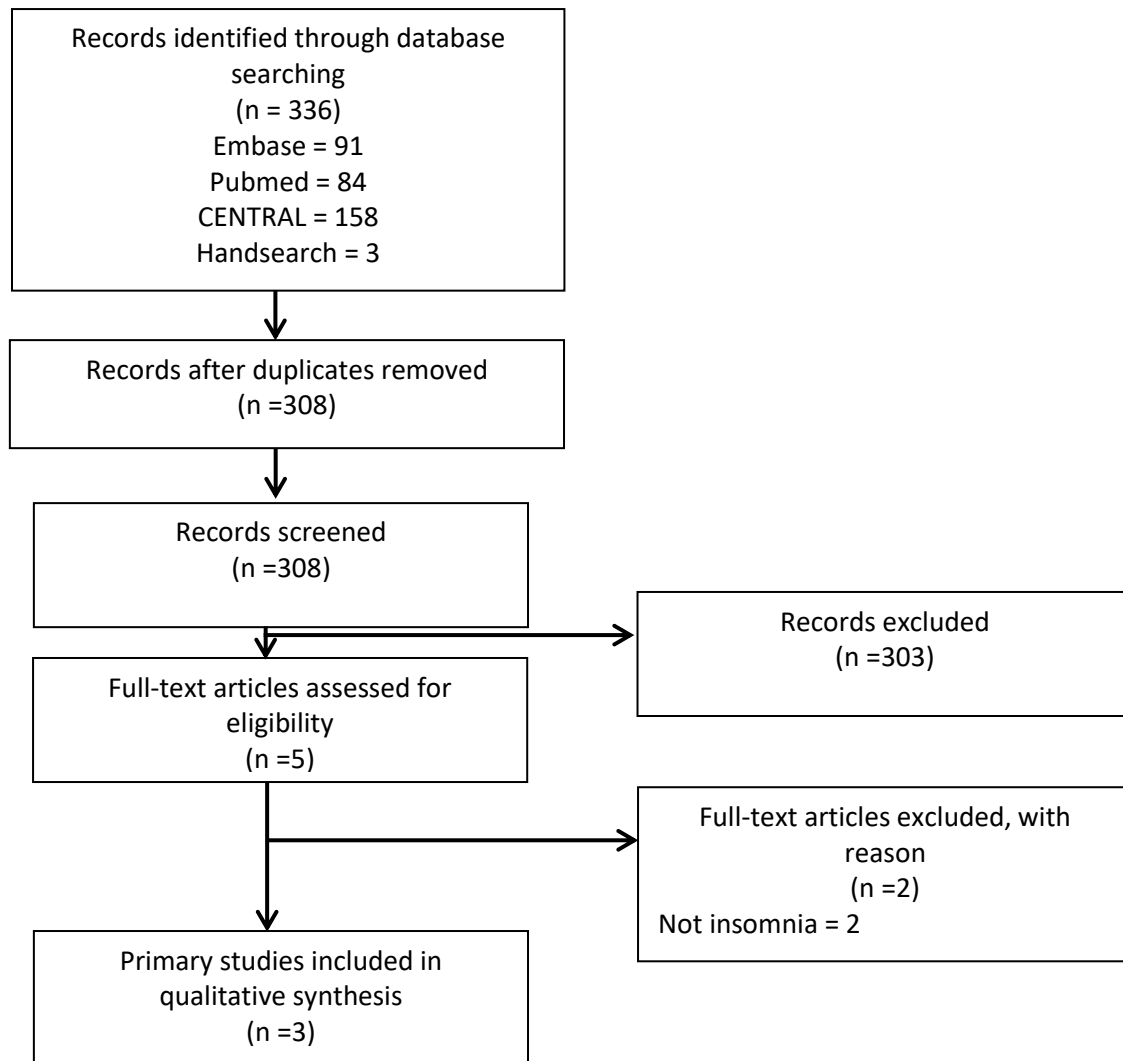 Records identified through database
searching
(n = 336)
Embase = 91
Pubmed = 84
CENTRAL = 158
Handsearch = 3
Records after duplicates removed
(n =308)
Records screened
(n =308)
Records excluded
(n =303)
Full-text articles assessed for
eligibility
(n =5)
Full-text articles excluded, with
reason
(n =2)
Not insomnia = 2
Primary studies included in
qualitative synthesis
(n =3)